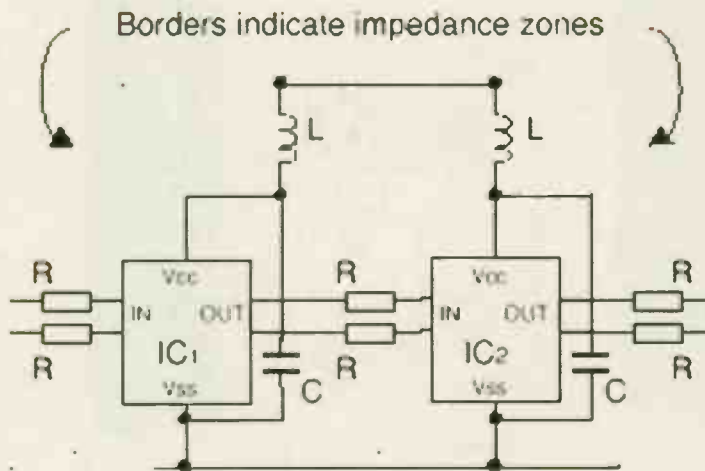 Borders indicate impedance zones
L L
R Vcc R Vcc R
IN OUT IN OUT
R IC1 R IC2 R
Vss C Vss C